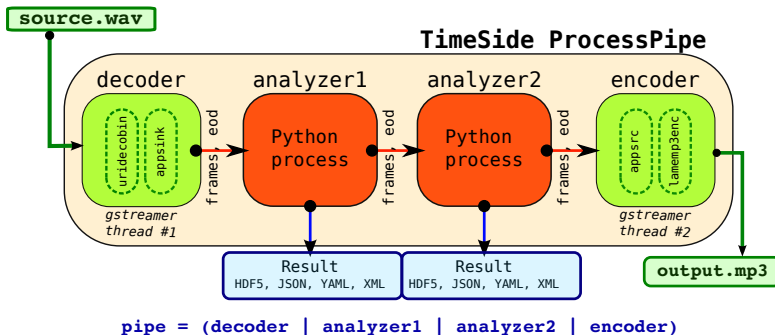 source.wav
TimeSide ProcessPipe
decoder
analyzer1
analyzer2
encoder
uridecobin
appsink
frames, eod
Python
process
frames, eod
Python
process
frames, eod
appsrc
lamemp3enc
gstreamer
thread #1
gstreamer
thread #2
Result
HDF5, JSON, YAML, XML
Result
HDF5, JSON, YAML, XML
output.mp3
pipe = (decoder | analyzer1 | analyzer2 | encoder)